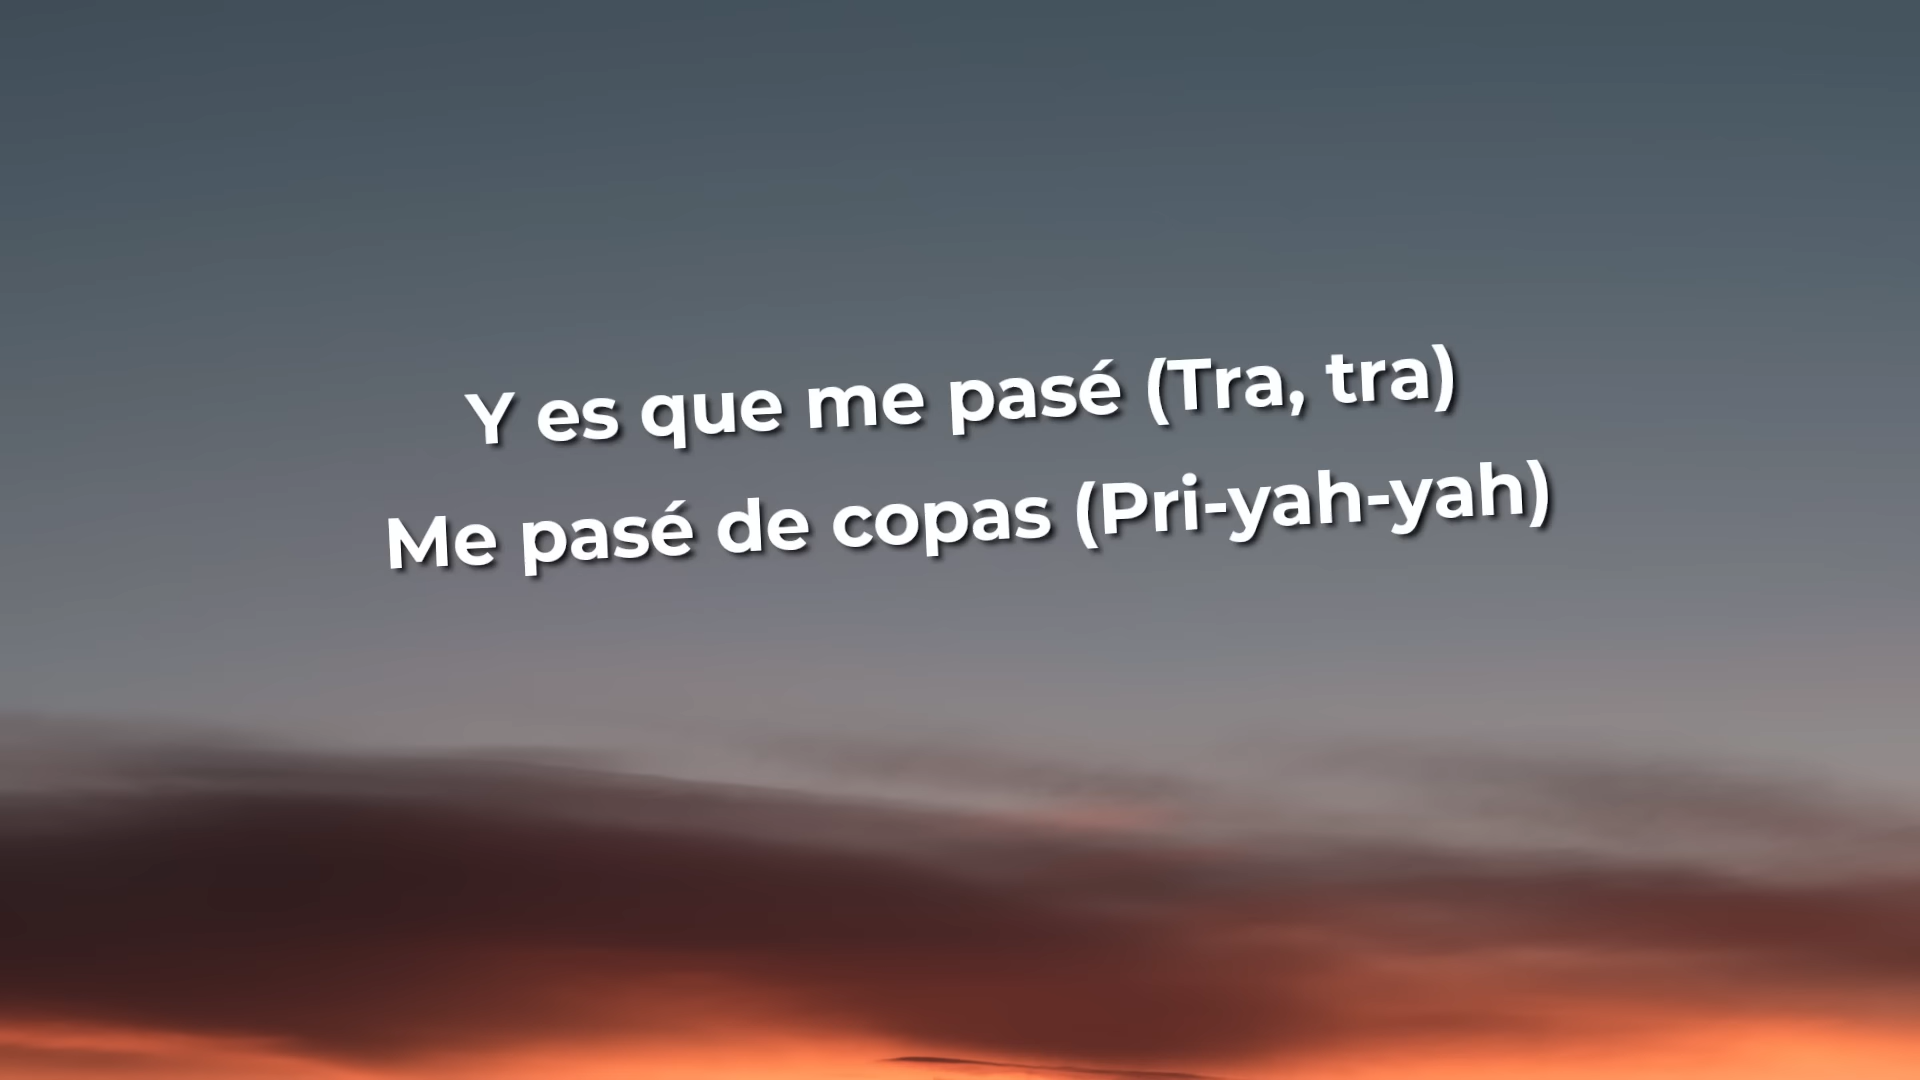 Y es que me pasé (Tra, tra)
Me pasé de copas (Pri-yah-yah)